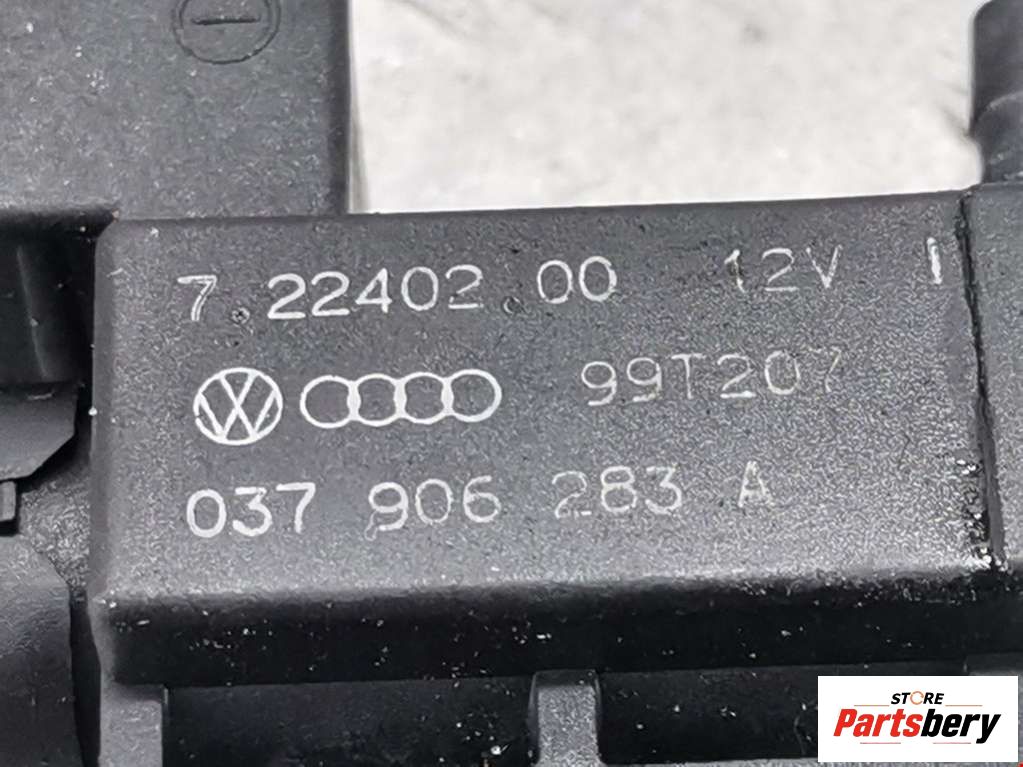 7.22402 00 12V I
99T207
037 906 283 A
STORE
Partsbery